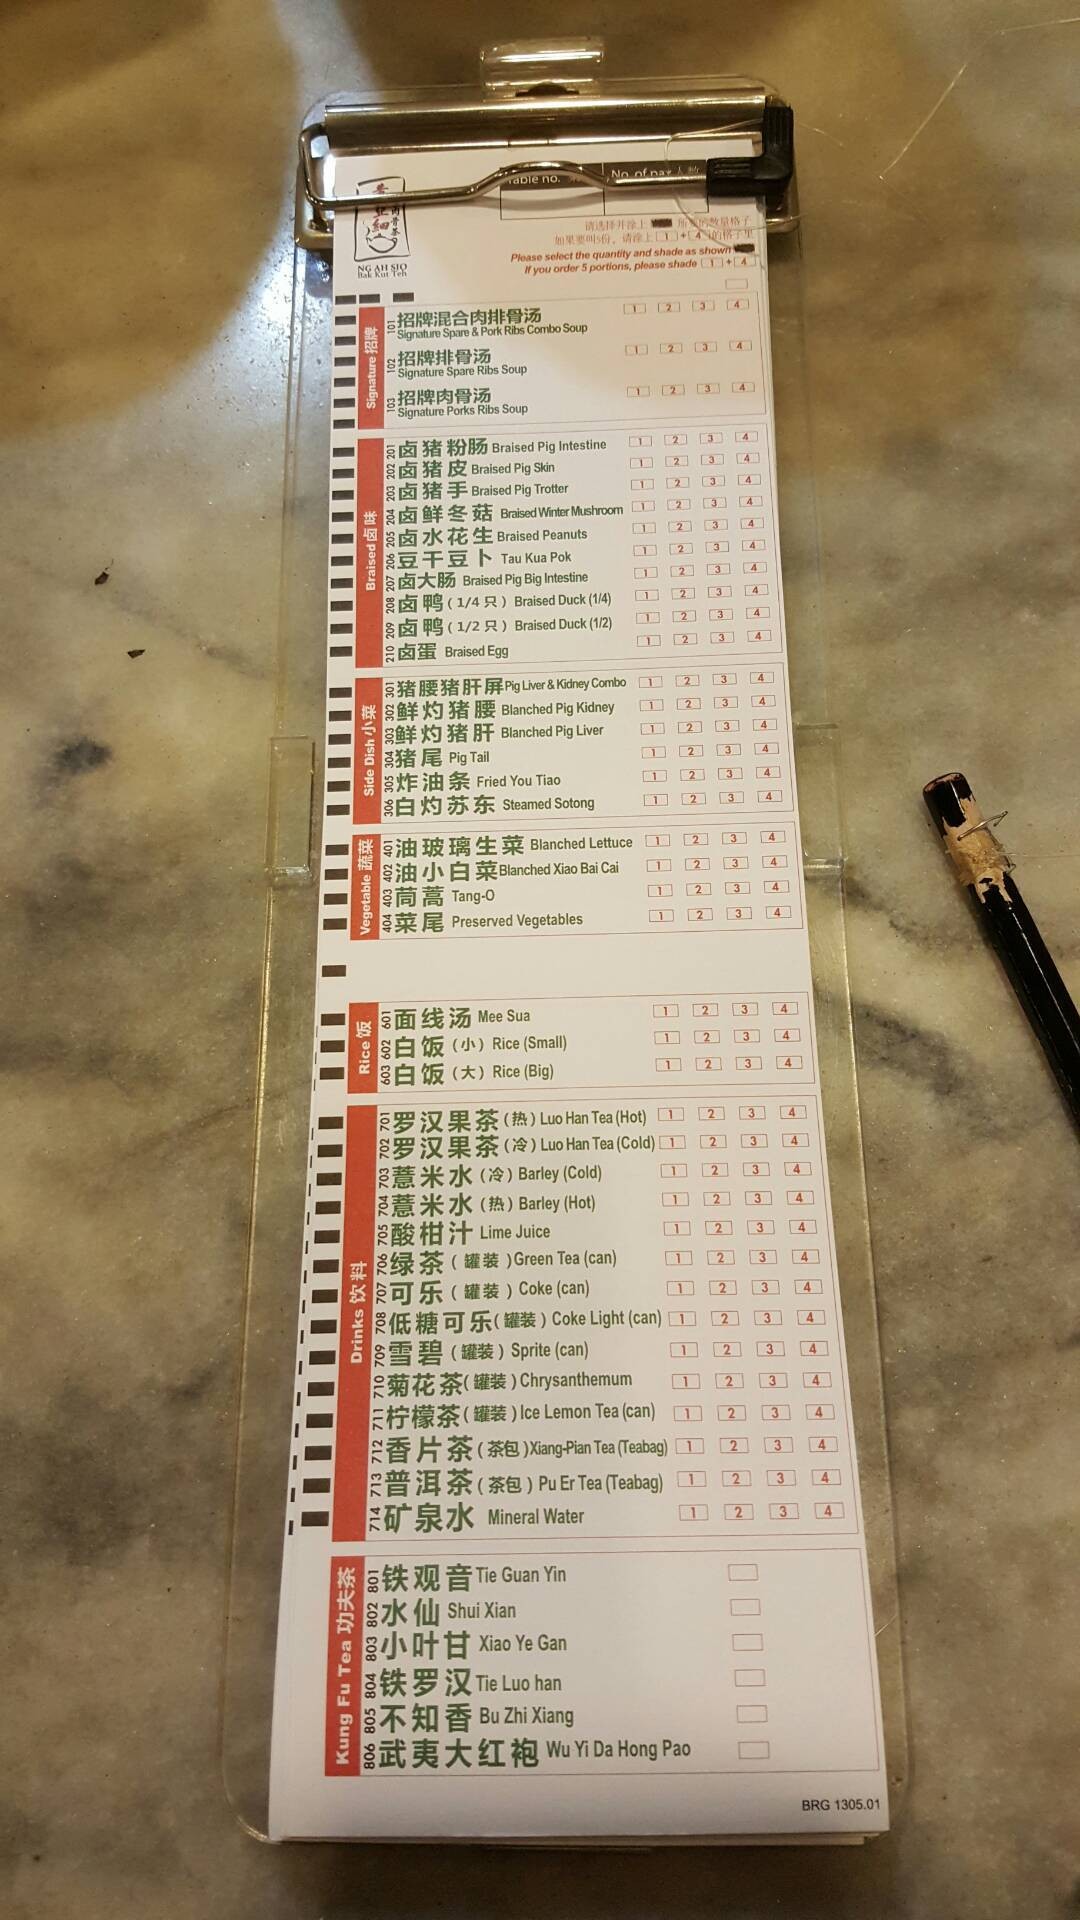 Table no.
No. of pax 人数
NG AH SIO
Bak Kut Teh
请选择并涂上 所要的数量格子
如果要叫5份，请涂上 1 + 4 的格子里
Please select the quantity and shade as shown
If you order 5 portions, please shade 1 + 4
Signature 招牌
101 招牌混合肉排骨汤 1 2 3 4
Signature Spare & Pork Ribs Combo Soup
102 招牌排骨汤 1 2 3 4
Signature Spare Ribs Soup
103 招牌肉骨汤 1 2 3 4
Signature Porks Ribs Soup
Braised 卤味
201 卤猪粉肠 Braised Pig Intestine 1 2 3 4
202 卤猪皮 Braised Pig Skin 1 2 3 4
203 卤猪手 Braised Pig Trotter 1 2 3 4
204 卤鲜冬菇 Braised Winter Mushroom 1 2 3 4
205 卤水花生 Braised Peanuts 1 2 3 4
206 豆干豆卜 Tau Kua Pok 1 2 3 4
207 卤大肠 Braised Pig Big Intestine 1 2 3 4
208 卤鸭（1/4 只）Braised Duck (1/4) 1 2 3 4
209 卤鸭（1/2 只）Braised Duck (1/2) 1 2 3 4
210 卤蛋 Braised Egg 1 2 3 4
Side Dish 小菜
301 猪腰猪肝屏 Pig Liver & Kidney Combo 1 2 3 4
302 鲜灼猪腰 Blanched Pig Kidney 1 2 3 4
303 鲜灼猪肝 Blanched Pig Liver 1 2 3 4
304 猪尾 Pig Tail 1 2 3 4
305 炸油条 Fried You Tiao 1 2 3 4
306 白灼苏东 Steamed Sotong 1 2 3 4
Vegetable 蔬菜
401 油玻璃生菜 Blanched Lettuce 1 2 3 4
402 油小白菜 Blanched Xiao Bai Cai 1 2 3 4
403 茼蒿 Tang-O 1 2 3 4
404 菜尾 Preserved Vegetables 1 2 3 4
Rice 饭
601 面线汤 Mee Sua 1 2 3 4
602 白饭（小）Rice (Small) 1 2 3 4
603 白饭（大）Rice (Big) 1 2 3 4
Drinks 饮料
701 罗汉果茶（热）Luo Han Tea (Hot) 1 2 3 4
702 罗汉果茶（冷）Luo Han Tea (Cold) 1 2 3 4
703 薏米水（冷）Barley (Cold) 1 2 3 4
704 薏米水（热）Barley (Hot) 1 2 3 4
705 酸柑汁 Lime Juice 1 2 3 4
706 绿茶（罐装）Green Tea (can) 1 2 3 4
707 可乐（罐装）Coke (can) 1 2 3 4
708 低糖可乐（罐装）Coke Light (can) 1 2 3 4
709 雪碧（罐装）Sprite (can) 1 2 3 4
710 菊花茶（罐装）Chrysanthemum 1 2 3 4
711 柠檬茶（罐装）Ice Lemon Tea (can) 1 2 3 4
712 香片茶（茶包）Xiang-Pian Tea (Teabag) 1 2 3 4
713 普洱茶（茶包）Pu Er Tea (Teabag) 1 2 3 4
714 矿泉水 Mineral Water 1 2 3 4
Kung Fu Tea 功夫茶
801 铁观音 Tie Guan Yin
802 水仙 Shui Xian
803 小叶甘 Xiao Ye Gan
804 铁罗汉 Tie Luo han
805 不知香 Bu Zhi Xiang
806 武夷大红袍 Wu Yi Da Hong Pao
BRG 1305.01